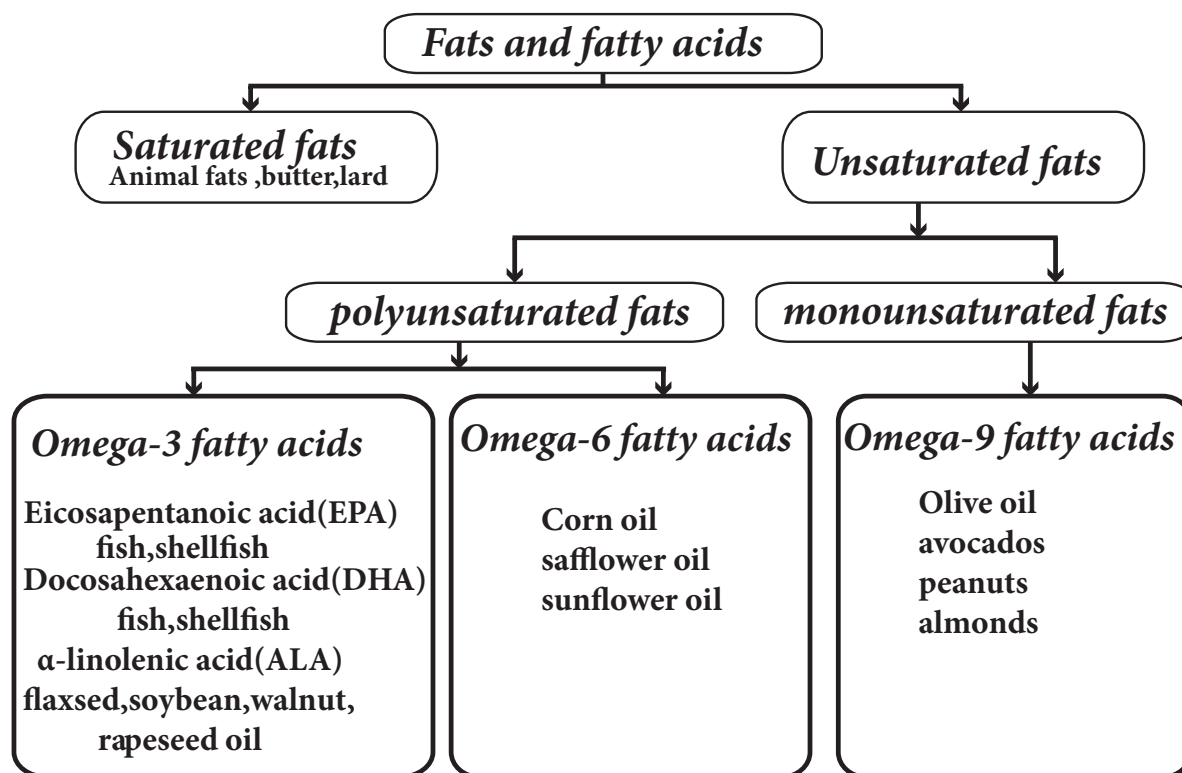 Fats and fatty acids
Saturated fats
Animal fats ,butter,lard
Unsaturated fats
polyunsaturated fats
monounsaturated fats
Omega-3 fatty acids
Eicosapentanoic acid(EPA)
fish,shellfish
Docosahexaenoic acid(DHA)
fish,shellfish
α-linolenic acid(ALA)
flaxsed,soybean,walnut,
rapeseed oil
Omega-6 fatty acids
Corn oil
safflower oil
sunflower oil
Omega-9 fatty acids
Olive oil
avocados
peanuts
almonds